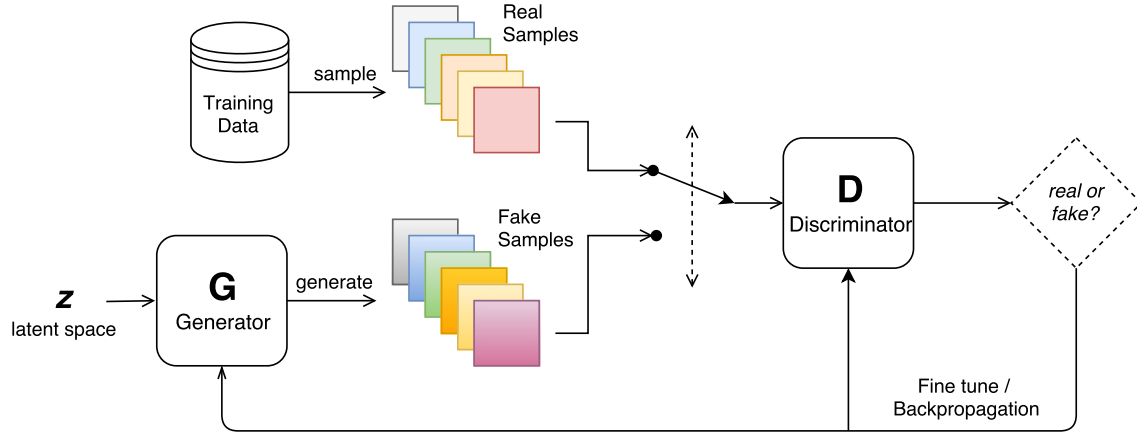 Real
Samples
sample
Training
Data
Fake
Samples
D
Discriminator
real or
fake?
G
Generator
generate
z
latent space
Fine tune /
Backpropagation